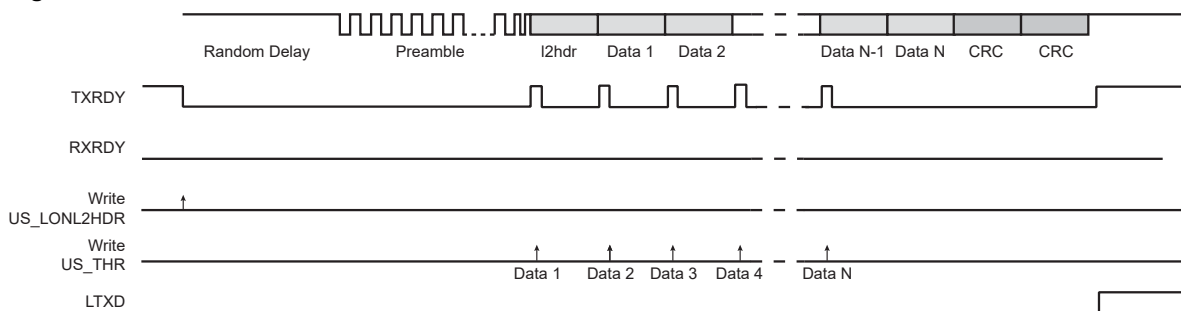 Random Delay Preamble l2hdr Data 1 Data 2 Data N-1 Data N CRC CRC
TXRDY
RXRDY
Write
US_LONL2HDR
Write
US_THR
Data 1 Data 2 Data 3 Data 4 Data N
LTXD